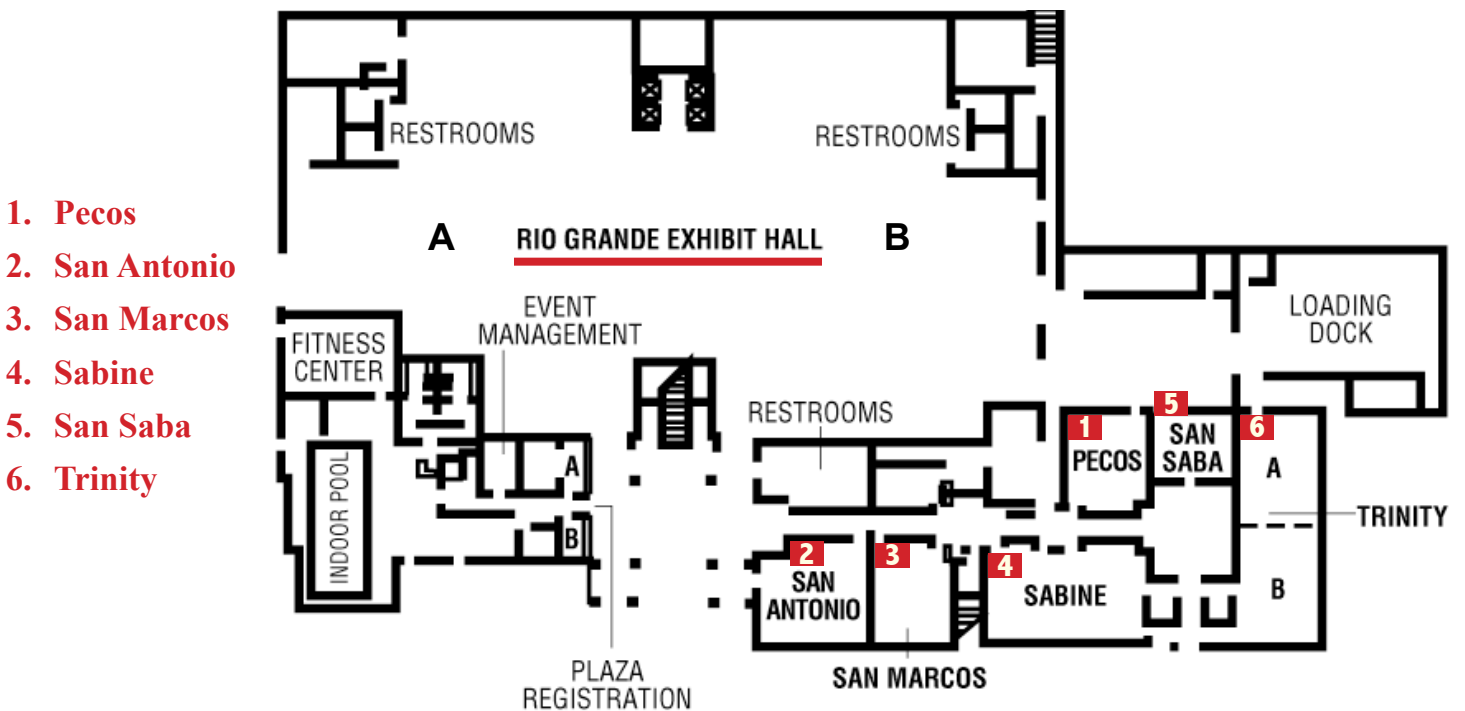 1. Pecos
2. San Antonio
3. San Marcos
4. Sabine
5. San Saba
6. Trinity
RESTROOMS
RESTROOMS
A
RIO GRANDE EXHIBIT HALL
B
EVENT
MANAGEMENT
LOADING
DOCK
FITNESS
CENTER
RESTROOMS
1
PECOS
5
SAN
SABA
6
A
TRINITY
B
INDOOR POOL
A
B
2
SAN
ANTONIO
3
4
SABINE
SAN MARCOS
PLAZA
REGISTRATION